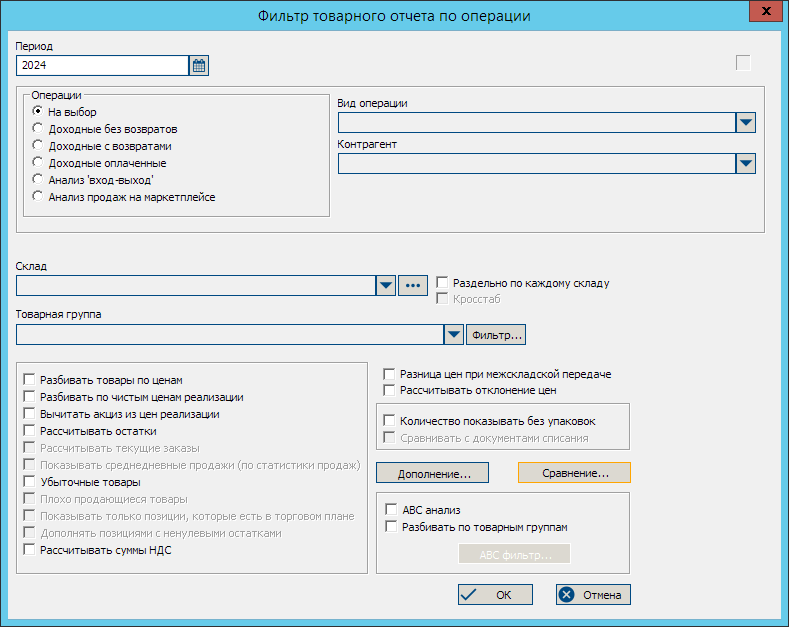 Фильтр товарного отчета по операции
Период
2024
Операции
На выбор
Доходные без возвратов
Доходные с возвратами
Доходные оплаченные
Анализ 'вход-выход'
Анализ продаж на маркетплейсе
Вид операции
Контрагент
Склад
Раздельно по каждому складу
Кросстаб
Товарная группа
Фильтр...
Разбивать товары по ценам
Разбивать по чистым ценам реализации
Вычитать акциз из цен реализации
Рассчитывать остатки
Рассчитывать текущие заказы
Показывать среднедневные продажи (по статистики продаж)
Убыточные товары
Плохо продающиеся товары
Показывать только позиции, которые есть в торговом плане
Дополнять позициями с ненулевыми остатками
Рассчитывать суммы НДС
Разница цен при межскладской передаче
Рассчитывать отклонение цен
Количество показывать без упаковок
Сравнивать с документами списания
Дополнение...
Сравнение...
ABC анализ
Разбивать по товарным группам
ABC фильтр...
ОК
Отмена